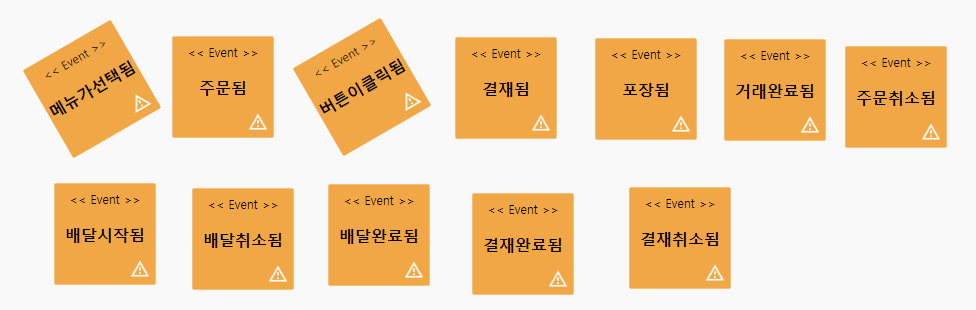 << Event >>
메뉴가선택됨
<< Event >>
주문됨
<< Event >>
버튼이클릭됨
<< Event >>
결재됨
<< Event >>
포장됨
<< Event >>
거래완료됨
<< Event >>
주문취소됨
<< Event >>
배달시작됨
<< Event >>
배달취소됨
<< Event >>
배달완료됨
<< Event >>
결재완료됨
<< Event >>
결재취소됨